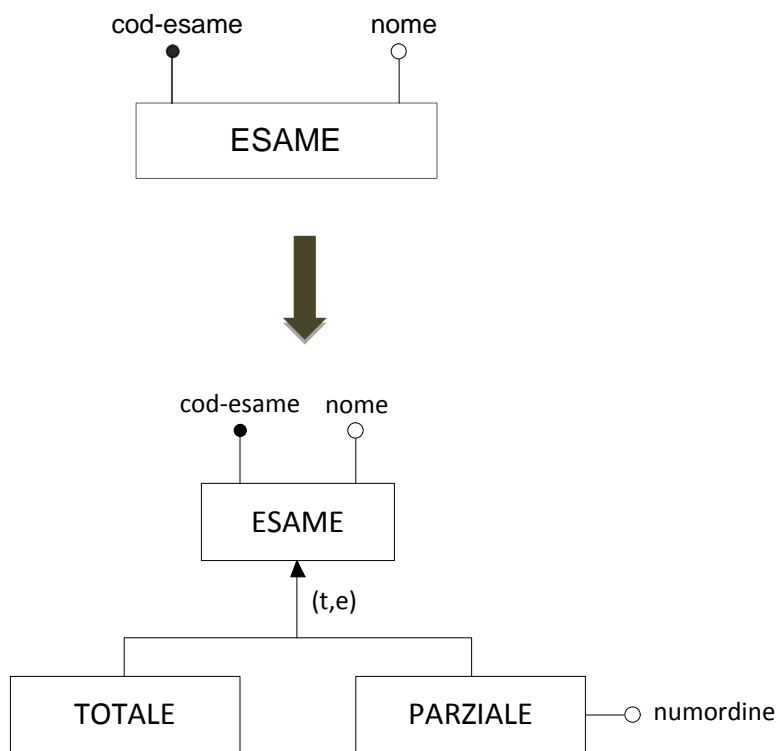 cod-esame nome
ESAME
cod-esame nome
ESAME
(t,e)
TOTALE PARZIALE numordine